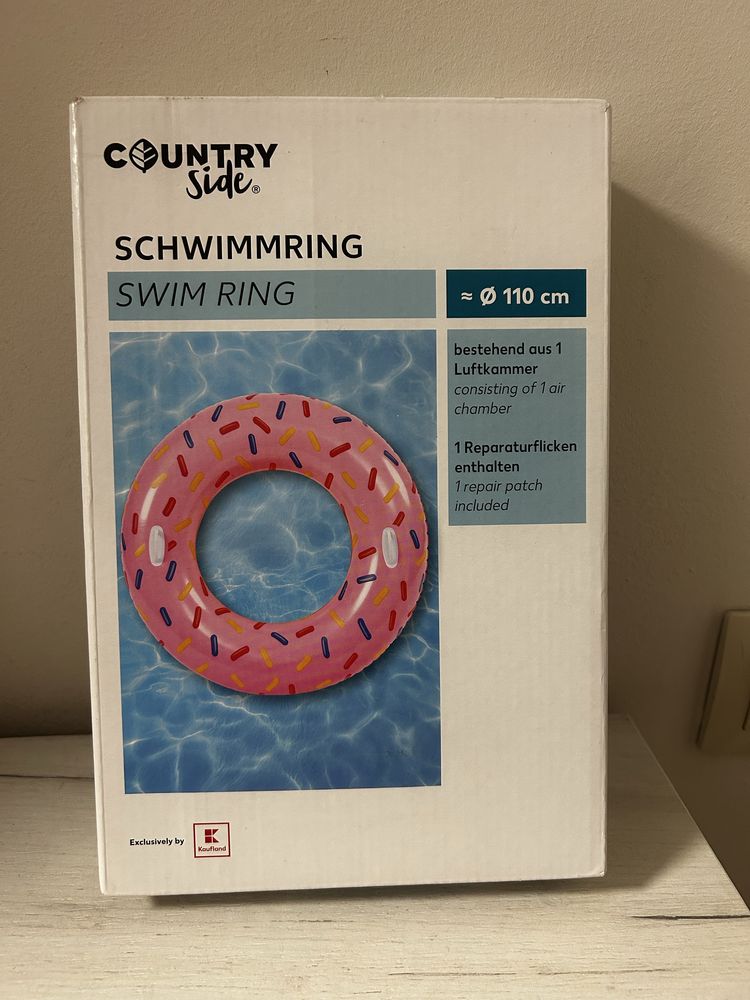 COUNTRY
Side®
SCHWIMMRING
SWIM RING
≈ Ø 110 cm
bestehend aus 1
Luftkammer
consisting of 1 air
chamber
1 Reparaturflicken
enthalten
1 repair patch
included
Exclusively by
Kaufland